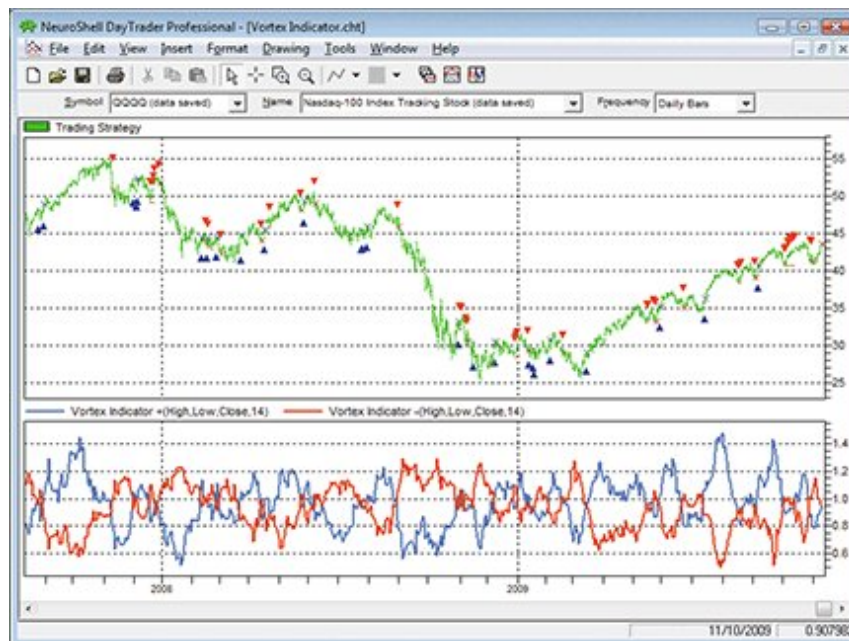 NeuroShell DayTrader Professional - [Vortex Indicator.cht]
File Edit View Insert Format Drawing Tools Window Help
Symbol QQQQ (data saved) Name Nasdaq-100 Index Tracking Stock (data saved) Frequency Daily Bars
Trading Strategy
55
50
45
40
35
30
25
Vortex Indicator +(High,Low,Close,14) Vortex Indicator -(High,Low,Close,14)
1.4
1.2
1.0
0.8
0.6
2008 2009
11/10/2009 0.90798